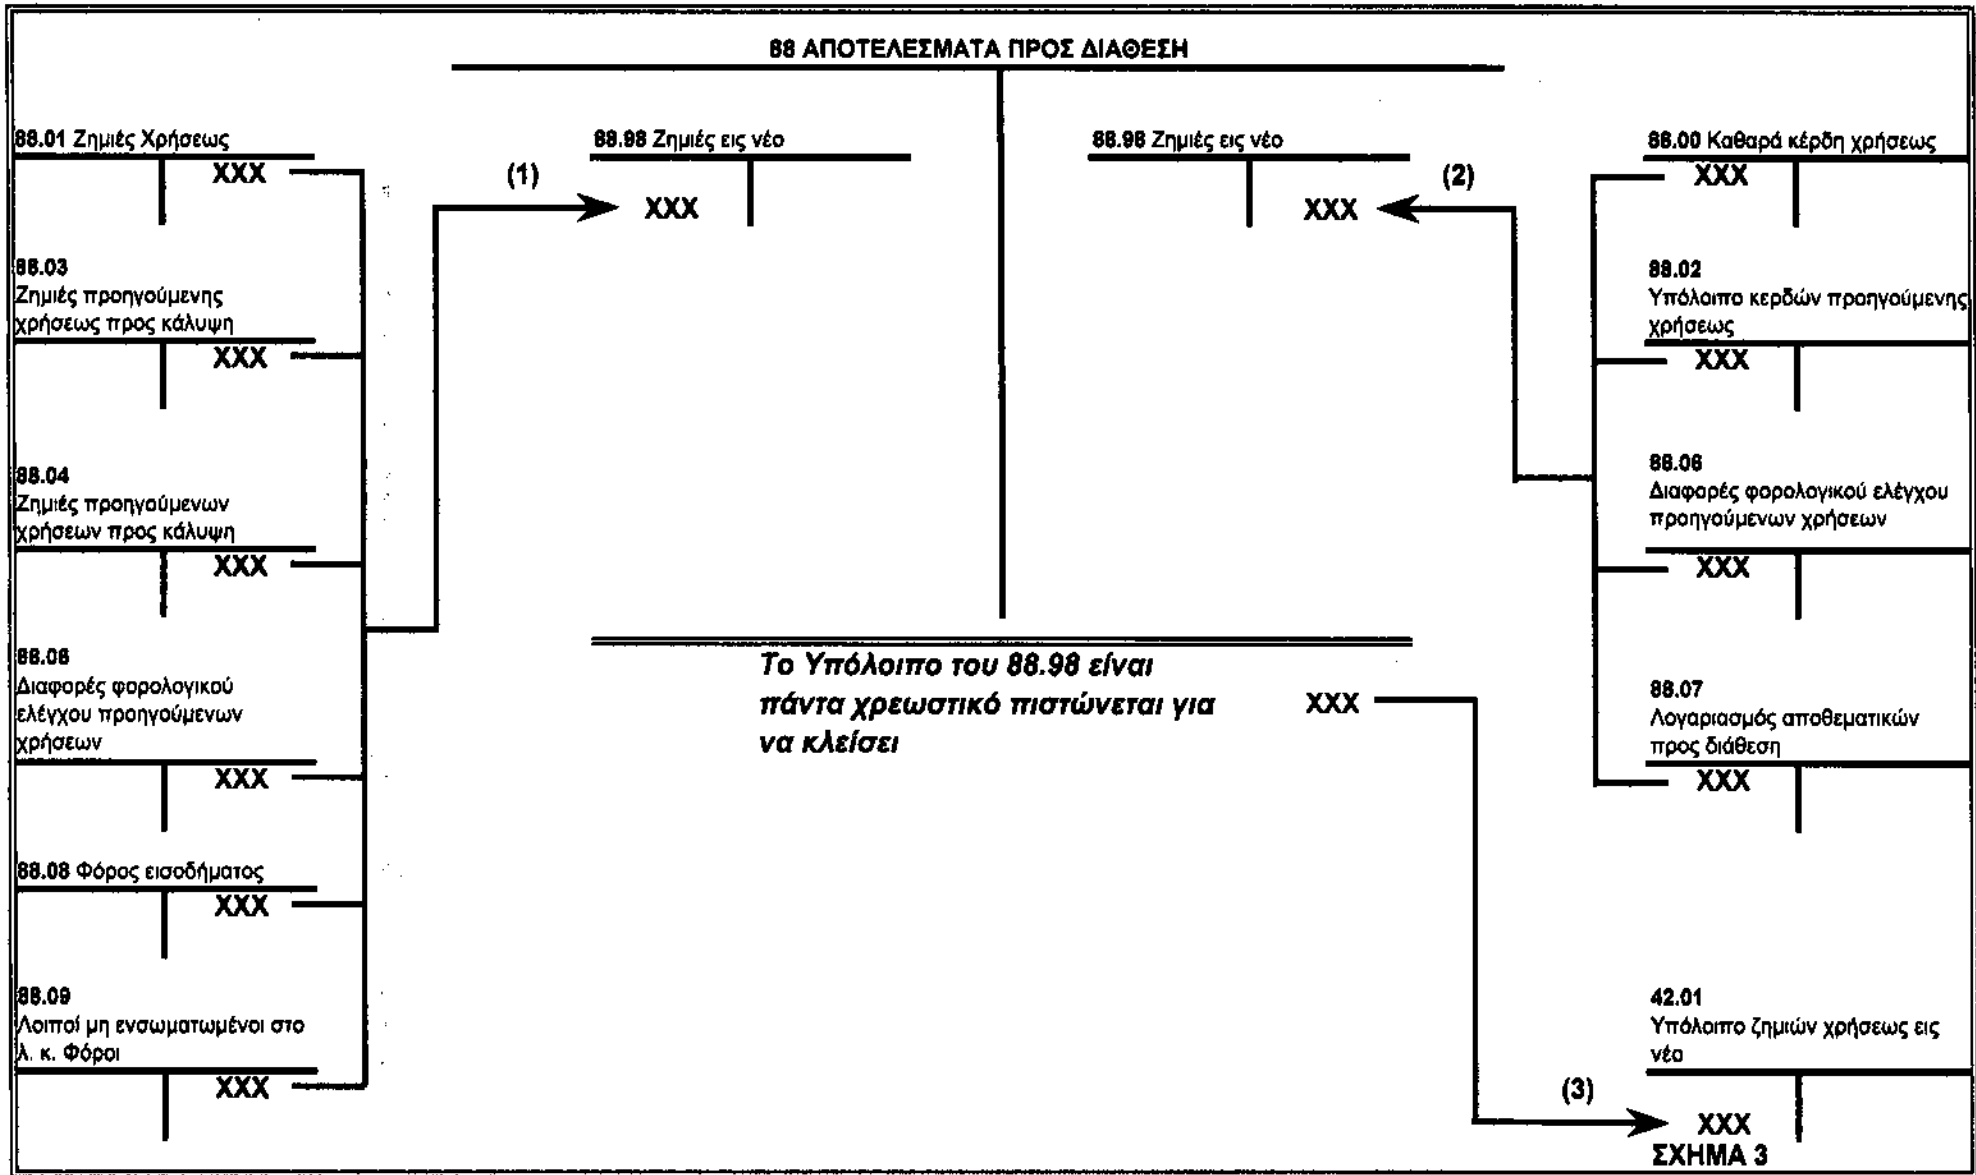 88 ΑΠΟΤΕΛΕΣΜΑΤΑ ΠΡΟΣ ΔΙΑΘΕΣΗ
88.01 Ζημιές Χρήσεως
XXX
88.03
Ζημιές προηγούμενης
χρήσεως προς κάλυψη
XXX
88.04
Ζημιές προηγούμενων
χρήσεων προς κάλυψη
XXX
88.06
Διαφορές φορολογικού
ελέγχου προηγούμενων
χρήσεων
XXX
88.08 Φόρος εισοδήματος
XXX
88.09
Λοιποί μη ενσωματωμένοι στο
λ. κ. Φόροι
XXX
(1)
88.98 Ζημιές εις νέο
XXX
88.98 Ζημιές εις νέο
XXX
(2)
Το Υπόλοιπο του 88.98 είναι
πάντα χρεωστικό πιστώνεται για
να κλείσει
XXX
88.00 Καθαρά κέρδη χρήσεως
XXX
88.02
Υπόλοιπο κερδών προηγούμενης
χρήσεως
XXX
88.06
Διαφορές φορολογικού ελέγχου
προηγούμενων χρήσεων
XXX
88.07
Λογαριασμός αποθεματικών
προς διάθεση
XXX
42.01
Υπόλοιπο ζημιών χρήσεως εις
νέο
(3)
XXX
ΣΧΗΜΑ 3